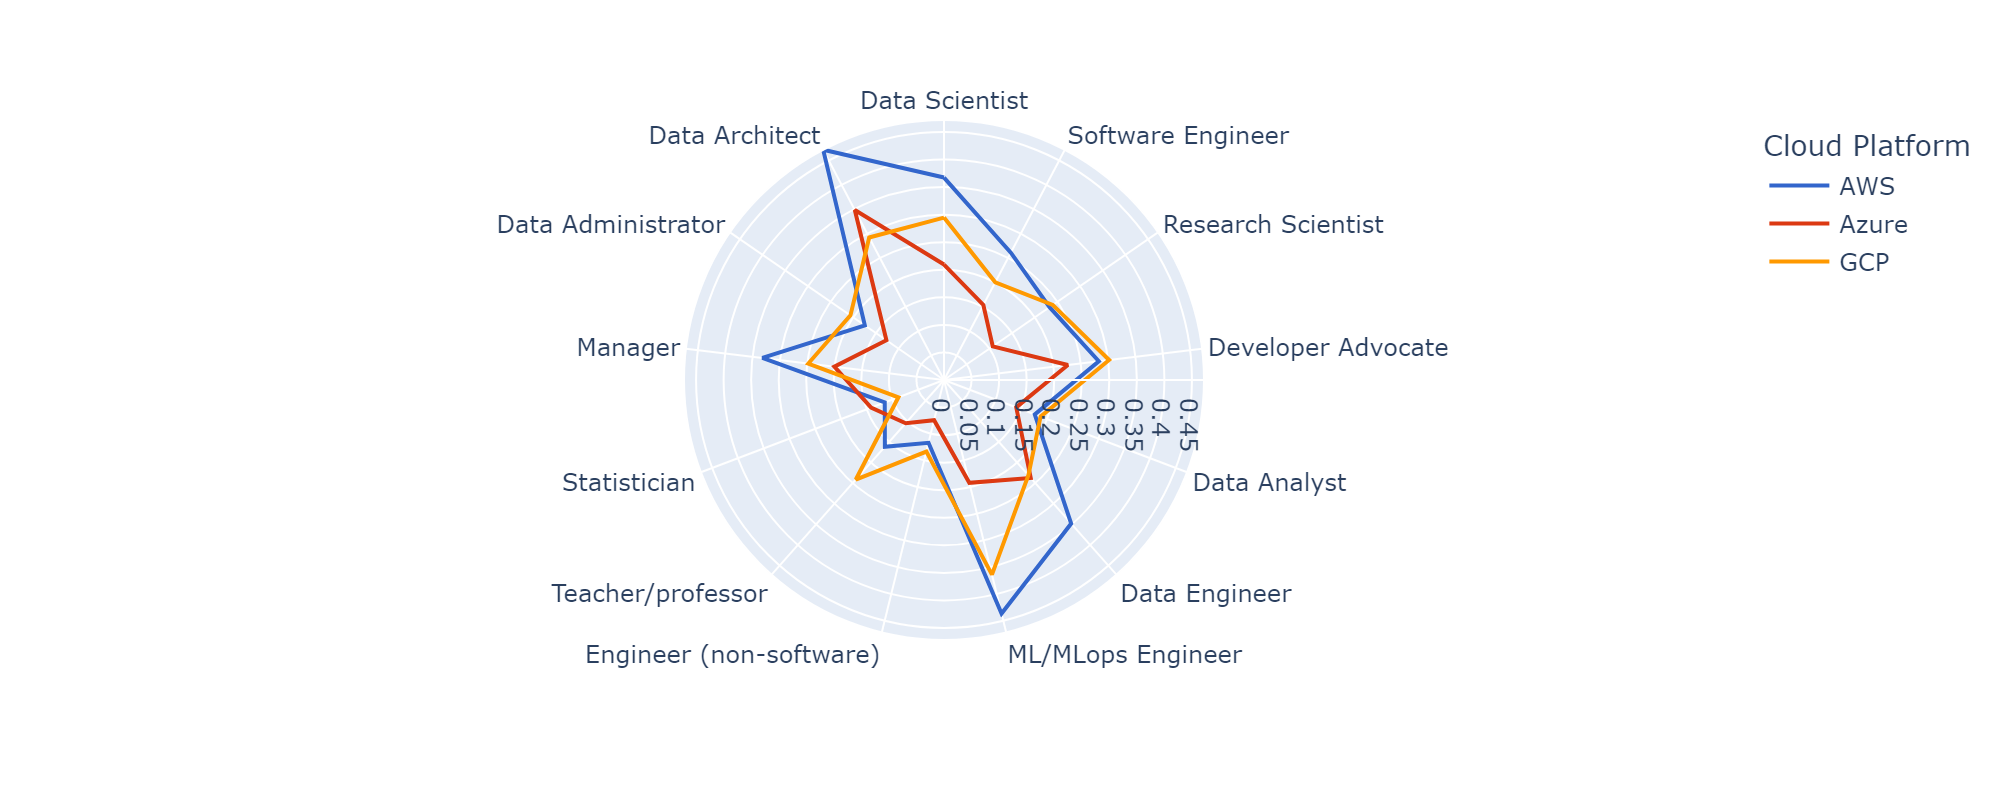 Data Scientist
Data Architect
Software Engineer
Cloud Platform
AWS
Azure
GCP
Data Administrator
Research Scientist
Manager
Developer Advocate
0
0.05
0.1
0.15
0.2
0.25
0.3
0.35
0.4
0.45
Statistician
Data Analyst
Teacher/professor
Data Engineer
Engineer (non-software)
ML/MLops Engineer